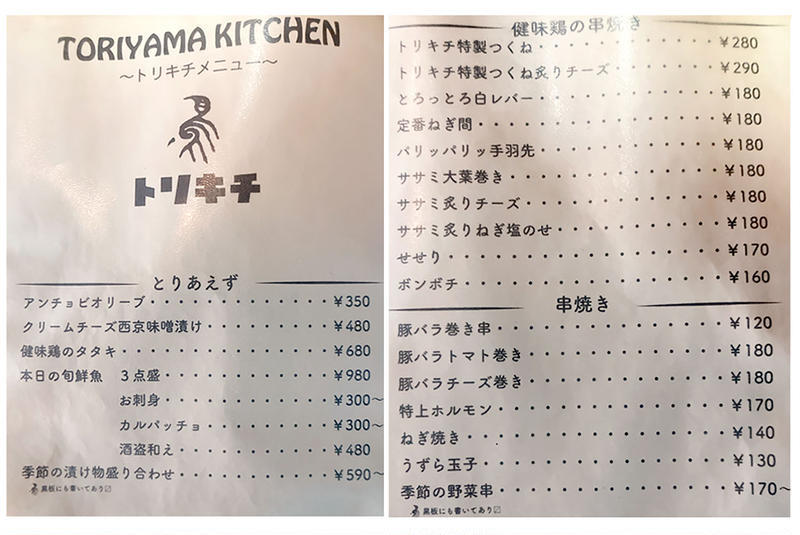 TORIYAMA KITCHEN
〜トリキチメニュー〜
トリキチ
とりあえず
アンチョビオリーブ・・・・・・・・・・・・¥350
クリームチーズ西京味噌漬け・・・・・・・・¥480
健味鶏のタタキ・・・・・・・・・・・・・・¥680
本日の旬鮮魚 3点盛・・・・・・・・・・・¥980
お刺身・・・・・・・・・・・¥300〜
カルパッチョ・・・・・・・・¥300〜
酒盗和え・・・・・・・・・・¥480
季節の漬け物盛り合わせ・・・・・・・・・・¥590〜
黒板にも書いてあり〼
健味鶏の串焼き
トリキチ特製つくね・・・・・・・・・・¥280
トリキチ特製つくね炙りチーズ・・・・・・¥290
とろっとろ白レバー・・・・・・・・・・¥180
定番ねぎ間・・・・・・・・・・・・・¥180
パリッパリッ手羽先・・・・・・・・・・¥180
ササミ大葉巻き・・・・・・・・・・・¥180
ササミ炙りチーズ・・・・・・・・・・¥180
ササミ炙りねぎ塩のせ・・・・・・・・・¥180
せせり・・・・・・・・・・・・・・¥170
ボンボチ・・・・・・・・・・・・・¥160
串焼き
豚バラ巻き串・・・・・・・・・・・・¥120
豚バラトマト巻き・・・・・・・・・・¥180
豚バラチーズ巻き・・・・・・・・・・¥180
特上ホルモン・・・・・・・・・・・・¥170
ねぎ焼き・・・・・・・・・・・・・¥140
うずら玉子・・・・・・・・・・・・・¥130
季節の野菜串・・・・・・・・・・・・¥170〜
黒板にも書いてあり〼